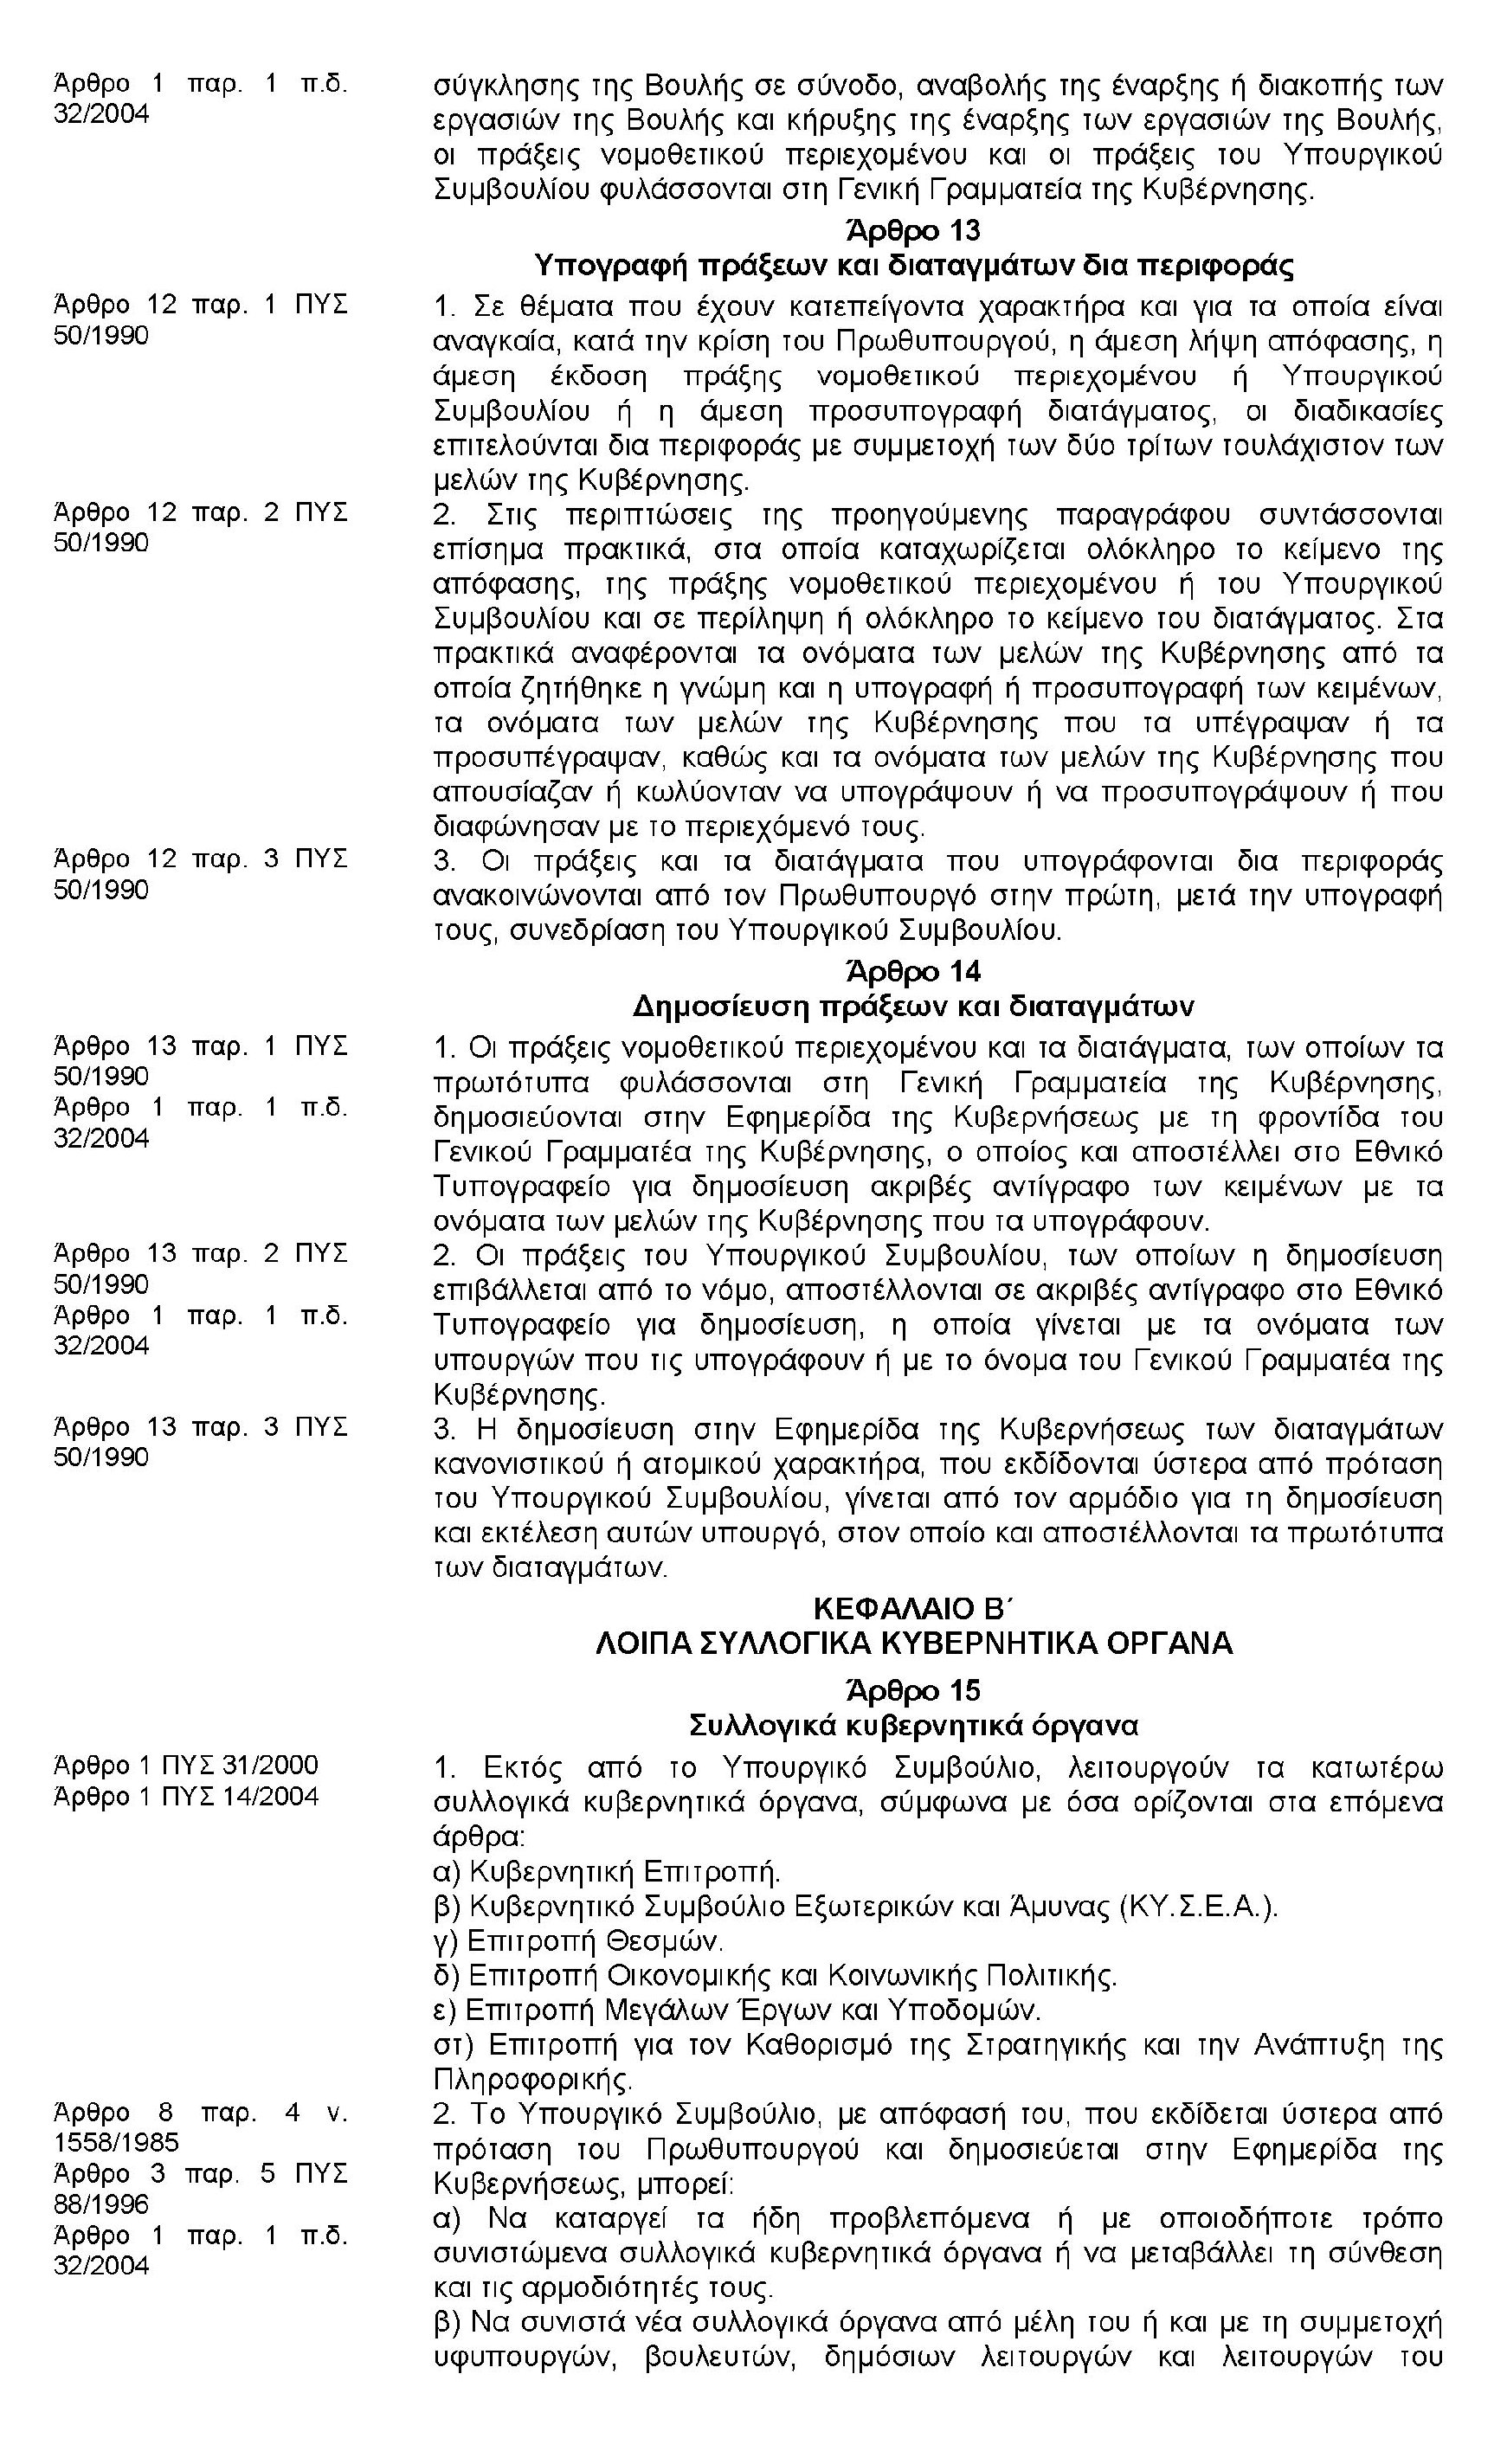 Άρθρο 1 παρ. 1 π.δ.
32/2004
σύγκλησης της Βουλής σε σύνοδο, αναβολής της έναρξης ή διακοπής των
εργασιών της Βουλής και κήρυξης της έναρξης των εργασιών της Βουλής,
οι πράξεις νομοθετικού περιεχομένου και οι πράξεις του Υπουργικού
Συμβουλίου φυλάσσονται στη Γενική Γραμματεία της Κυβέρνησης.
Άρθρο 13
Υπογραφή πράξεων και διαταγμάτων δια περιφοράς
Άρθρο 12 παρ. 1 ΠΥΣ
50/1990
1. Σε θέματα που έχουν κατεπείγοντα χαρακτήρα και για τα οποία είναι
αναγκαία, κατά την κρίση του Πρωθυπουργού, η άμεση λήψη απόφασης, η
άμεση έκδοση πράξης νομοθετικού περιεχομένου ή Υπουργικού
Συμβουλίου ή η άμεση προσυπογραφή διατάγματος, οι διαδικασίες
επιτελούνται δια περιφοράς με συμμετοχή των δύο τρίτων τουλάχιστον των
μελών της Κυβέρνησης.
Άρθρο 12 παρ. 2 ΠΥΣ
50/1990
2. Στις περιπτώσεις της προηγούμενης παραγράφου συντάσσονται
επίσημα πρακτικά, στα οποία καταχωρίζεται ολόκληρο το κείμενο της
απόφασης, της πράξης νομοθετικού περιεχομένου ή του Υπουργικού
Συμβουλίου και σε περίληψη ή ολόκληρο το κείμενο του διατάγματος. Στα
πρακτικά αναφέρονται τα ονόματα των μελών της Κυβέρνησης από τα
οποία ζητήθηκε η γνώμη και η υπογραφή ή προσυπογραφή των κειμένων,
τα ονόματα των μελών της Κυβέρνησης που τα υπέγραψαν ή τα
προσυπέγραψαν, καθώς και τα ονόματα των μελών της Κυβέρνησης που
απουσίαζαν ή κωλύονταν να υπογράψουν ή να προσυπογράψουν ή που
διαφώνησαν με το περιεχόμενό τους.
Άρθρο 12 παρ. 3 ΠΥΣ
50/1990
3. Οι πράξεις και τα διατάγματα που υπογράφονται δια περιφοράς
ανακοινώνονται από τον Πρωθυπουργό στην πρώτη, μετά την υπογραφή
τους, συνεδρίαση του Υπουργικού Συμβουλίου.
Άρθρο 14
Δημοσίευση πράξεων και διαταγμάτων
Άρθρο 13 παρ. 1 ΠΥΣ
50/1990
Άρθρο 1 παρ. 1 π.δ.
32/2004
1. Οι πράξεις νομοθετικού περιεχομένου και τα διατάγματα, των οποίων τα
πρωτότυπα φυλάσσονται στη Γενική Γραμματεία της Κυβέρνησης,
δημοσιεύονται στην Εφημερίδα της Κυβερνήσεως με τη φροντίδα του
Γενικού Γραμματέα της Κυβέρνησης, ο οποίος και αποστέλλει στο Εθνικό
Τυπογραφείο για δημοσίευση ακριβές αντίγραφο των κειμένων με τα
ονόματα των μελών της Κυβέρνησης που τα υπογράφουν.
Άρθρο 13 παρ. 2 ΠΥΣ
50/1990
Άρθρο 1 παρ. 1 π.δ.
32/2004
2. Οι πράξεις του Υπουργικού Συμβουλίου, των οποίων η δημοσίευση
επιβάλλεται από το νόμο, αποστέλλονται σε ακριβές αντίγραφο στο Εθνικό
Τυπογραφείο για δημοσίευση, η οποία γίνεται με τα ονόματα των
υπουργών που τις υπογράφουν ή με το όνομα του Γενικού Γραμματέα της
Κυβέρνησης.
Άρθρο 13 παρ. 3 ΠΥΣ
50/1990
3. Η δημοσίευση στην Εφημερίδα της Κυβερνήσεως των διαταγμάτων
κανονιστικού ή ατομικού χαρακτήρα, που εκδίδονται ύστερα από πρόταση
του Υπουργικού Συμβουλίου, γίνεται από τον αρμόδιο για τη δημοσίευση
και εκτέλεση αυτών υπουργό, στον οποίο και αποστέλλονται τα πρωτότυπα
των διαταγμάτων.
ΚΕΦΑΛΑΙΟ Β΄
ΛΟΙΠΑ ΣΥΛΛΟΓΙΚΑ ΚΥΒΕΡΝΗΤΙΚΑ ΟΡΓΑΝΑ
Άρθρο 15
Συλλογικά κυβερνητικά όργανα
Άρθρο 1 ΠΥΣ 31/2000
Άρθρο 1 ΠΥΣ 14/2004
1. Εκτός από το Υπουργικό Συμβούλιο, λειτουργούν τα κατωτέρω
συλλογικά κυβερνητικά όργανα, σύμφωνα με όσα ορίζονται στα επόμενα
άρθρα:
α) Κυβερνητική Επιτροπή.
β) Κυβερνητικό Συμβούλιο Εξωτερικών και Άμυνας (ΚΥ.Σ.Ε.Α.).
γ) Επιτροπή Θεσμών.
δ) Επιτροπή Οικονομικής και Κοινωνικής Πολιτικής.
ε) Επιτροπή Μεγάλων Έργων και Υποδομών.
στ) Επιτροπή για τον Καθορισμό της Στρατηγικής και την Ανάπτυξη της
Πληροφορικής.
Άρθρο 8 παρ. 4 ν.
1558/1985
Άρθρο 3 παρ. 5 ΠΥΣ
88/1996
Άρθρο 1 παρ. 1 π.δ.
32/2004
2. Το Υπουργικό Συμβούλιο, με απόφασή του, που εκδίδεται ύστερα από
πρόταση του Πρωθυπουργού και δημοσιεύεται στην Εφημερίδα της
Κυβερνήσεως, μπορεί:
α) Να καταργεί τα ήδη προβλεπόμενα ή με οποιοδήποτε τρόπο
συνιστώμενα συλλογικά κυβερνητικά όργανα ή να μεταβάλλει τη σύνθεση
και τις αρμοδιότητές τους.
β) Να συνιστά νέα συλλογικά όργανα από μέλη του ή και με τη συμμετοχή
υφυπουργών, βουλευτών, δημόσιων λειτουργών και λειτουργών του